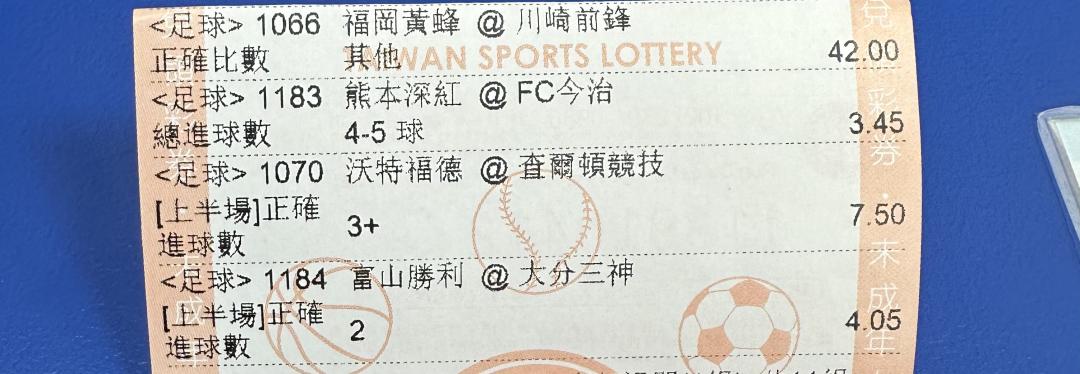 <足球> 1066 福岡黃蜂 @ 川崎前鋒
正確比數 其他 42.00
TAIWAN SPORTS LOTTERY
<足球> 1183 熊本深紅 @ FC今治
總進球數 4-5 球 3.45
<足球> 1070 沃特福德 @ 查爾頓競技
[上半場]正確 3+ 7.50
進球數
<足球> 1184 富山勝利 @ 大分三神
[上半場]正確 2 4.05
進球數
兌 彩券・未成年